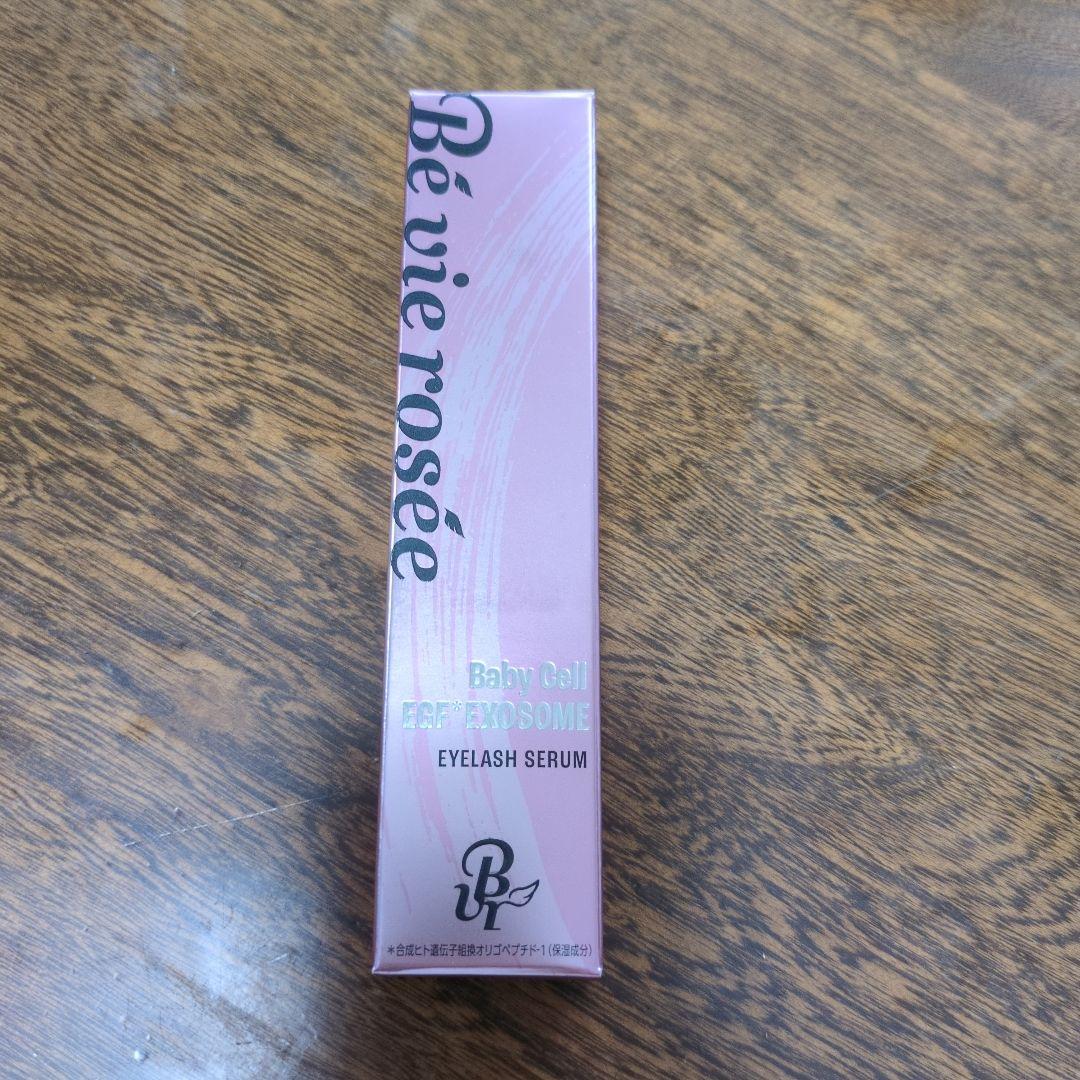 Bé vie rosée
Baby Cell
EGF* EXOSOME
EYELASH SERUM
Bvr
*合成ヒト遺伝子組換オリゴペプチド-1(保湿成分)